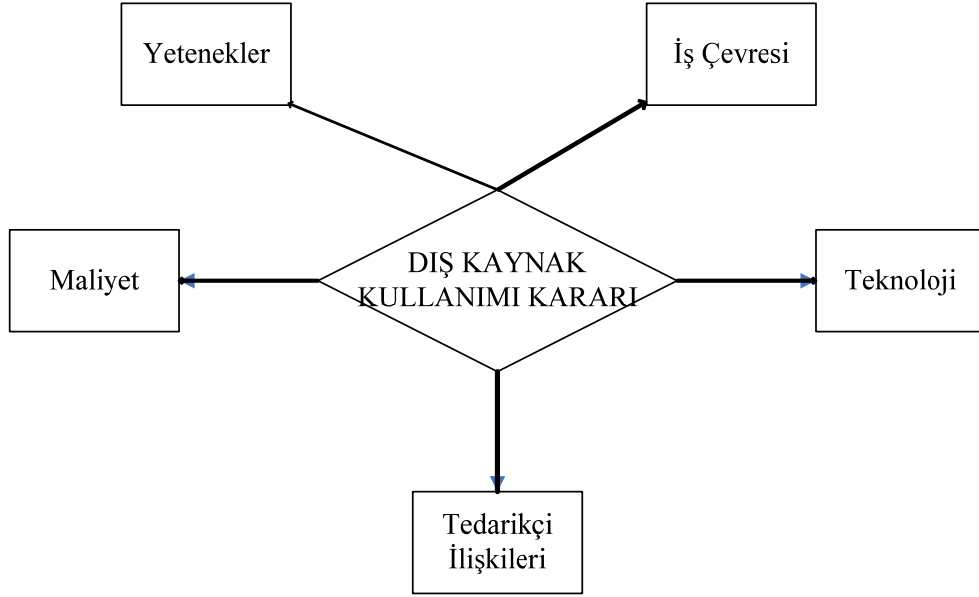 Yetenekler
İş Çevresi
Maliyet
DIŞ KAYNAK
KULLANIMI KARARI
Teknoloji
Tedarikçi
İlişkileri